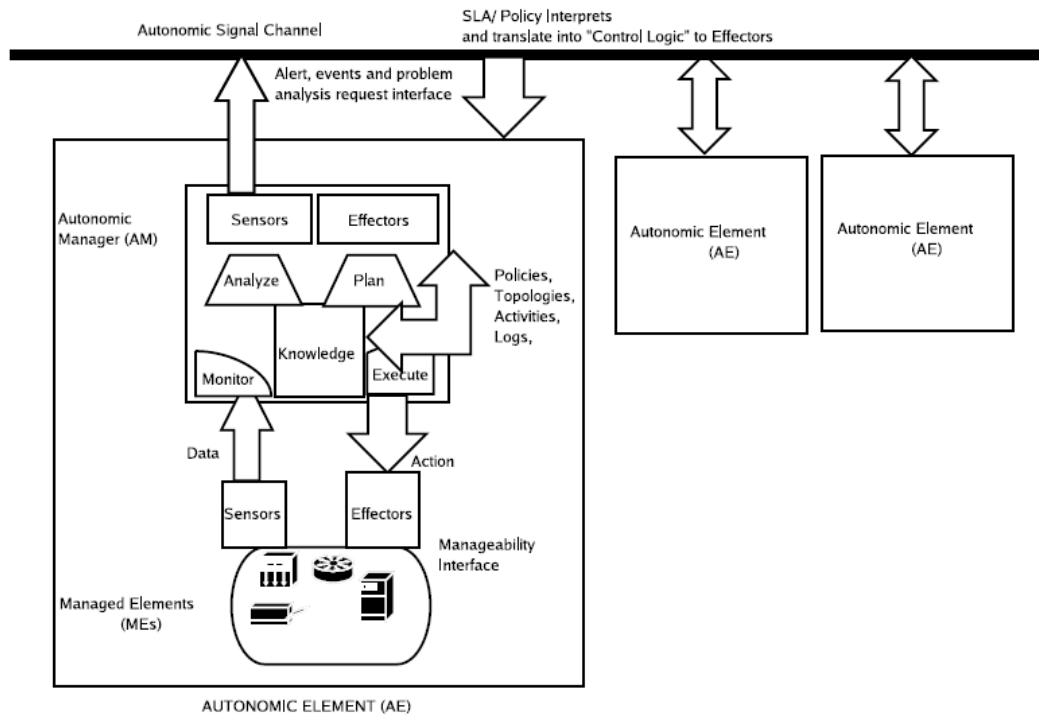 Autonomic Signal Channel
SLA/ Policy Interprets
and translate into "Control Logic" to Effectors
Alert, events and problem
analysis request interface
Autonomic
Manager (AM)
Sensors
Effectors
Analyze
Plan
Knowledge
Monitor
Execute
Policies,
Topologies,
Activities,
Logs,
Data
Action
Sensors
Effectors
Manageability
Interface
Managed Elements
(MEs)
AUTONOMIC ELEMENT (AE)
Autonomic Element
(AE)
Autonomic Element
(AE)